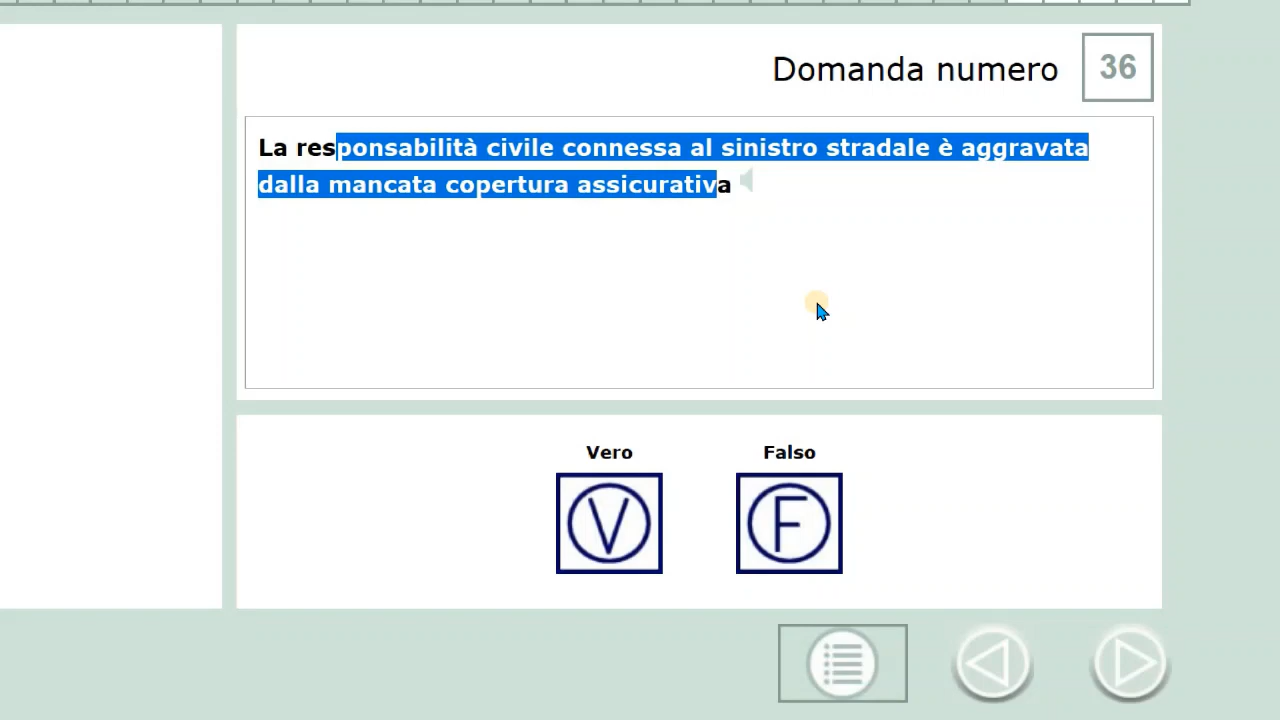 Domanda numero 36
La responsabilità civile connessa al sinistro stradale è aggravata
dalla mancata copertura assicurativa
Vero Falso
V F